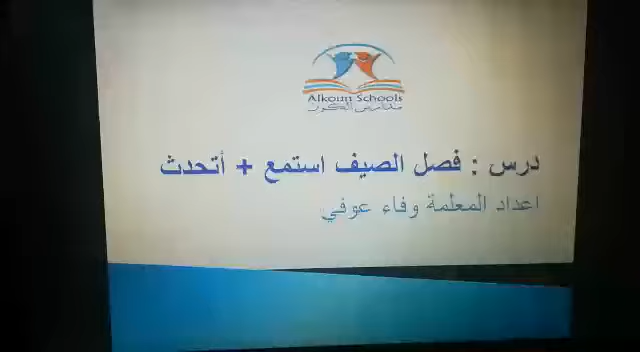 Alkoun Schools
مدارس الكون
درس : فصل الصيف استمع + أتحدث
اعداد المعلمة وفاء عوفي